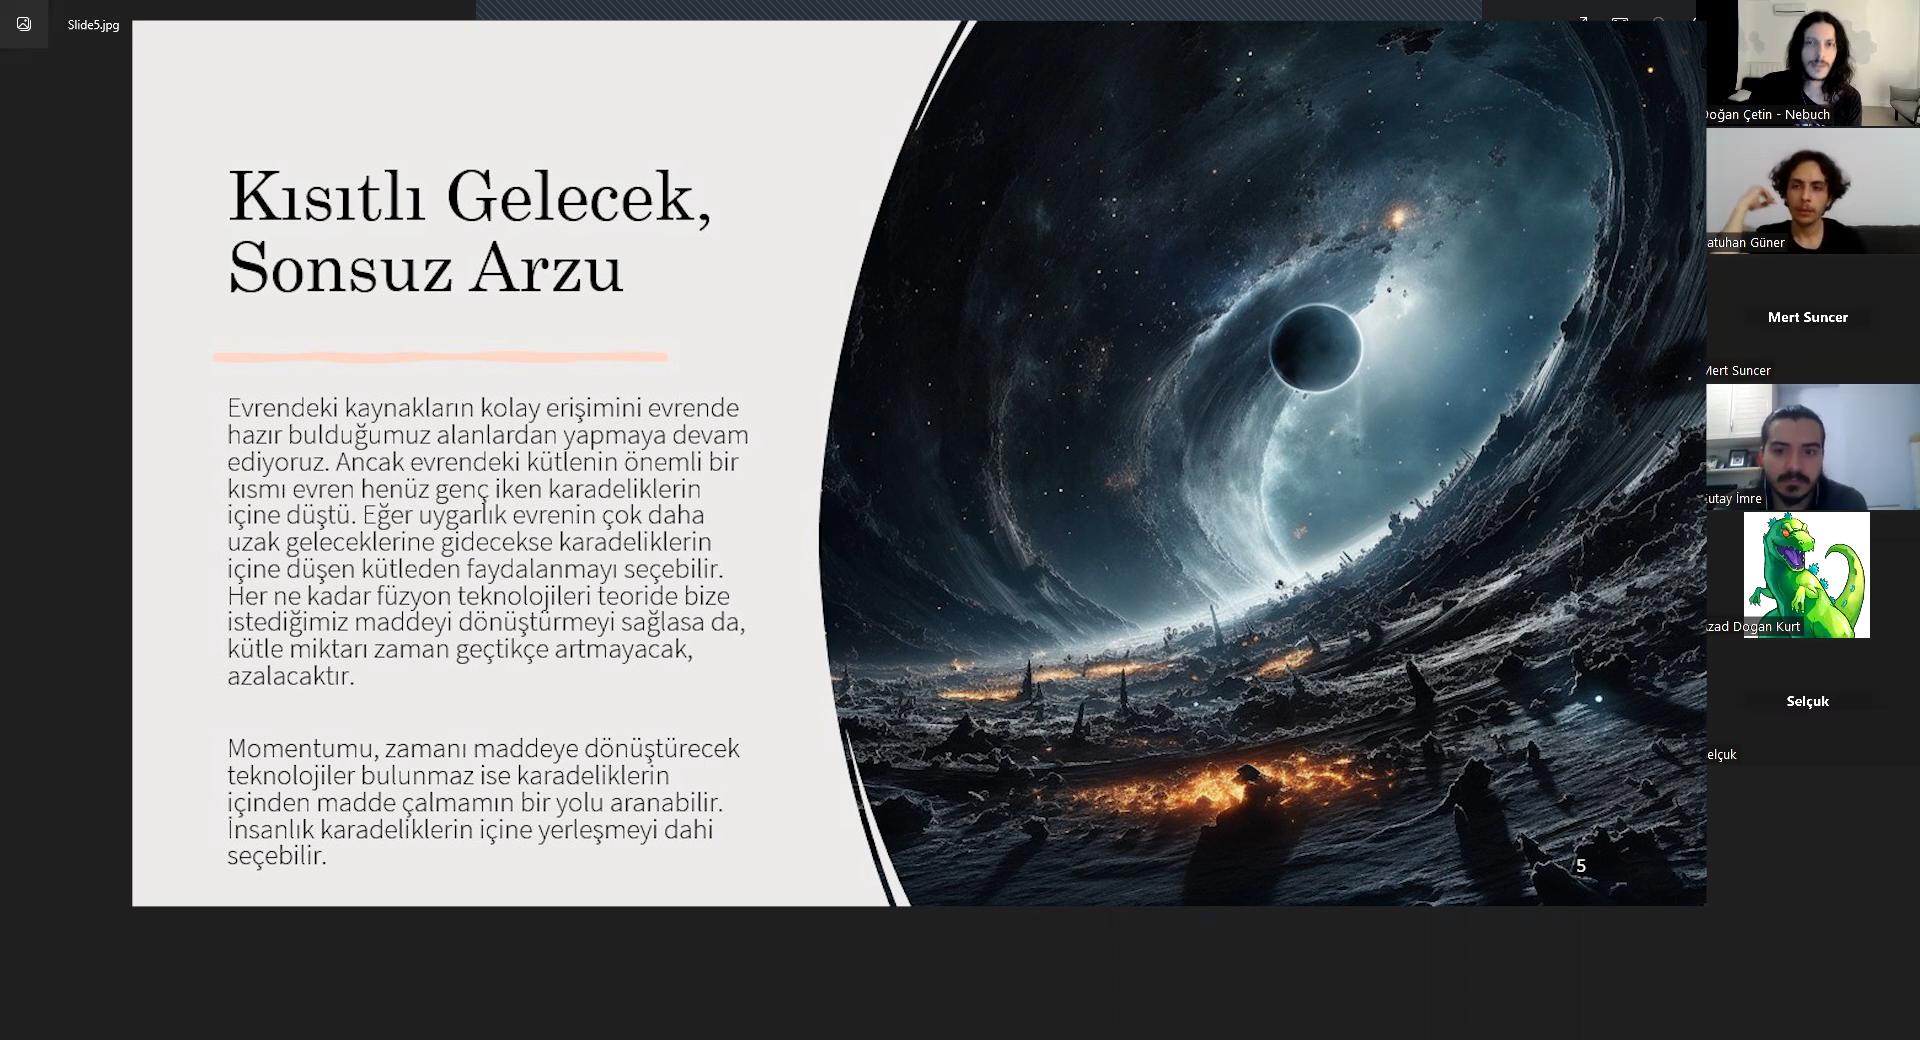 Slide5.jpg
Kısıtlı Gelecek,
Sonsuz Arzu
Evrendeki kaynakların kolay erişimini evrende
hazır bulduğumuz alanlardan yapmaya devam
ediyoruz. Ancak evrendeki kütlenin önemli bir
kısmı evren henüz genç iken karadeliklerin
içine düştü. Eğer uygarlık evrenin çok daha
uzak geleceklerine gidecekse karadeliklerin
içine düşen kütleden faydalanmayı seçebilir.
Her ne kadar füzyon teknolojileri teoride bize
istediğimiz maddeyi dönüştürmeyi sağlasa da,
kütle miktarı zaman geçtikçe artmayacak,
azalacaktır.
Momentumu, zamanı maddeye dönüştürecek
teknolojiler bulunmaz ise karadeliklerin
içinden madde çalmamın bir yolu aranabilir.
İnsanlık karadeliklerin içine yerleşmeyi dahi
seçebilir.
5
oğan Çetin - Nebuch
atuhan Güner
Mert Suncer
Mert Suncer
utay İmre
zad Dogan Kurt
Selçuk
elçuk